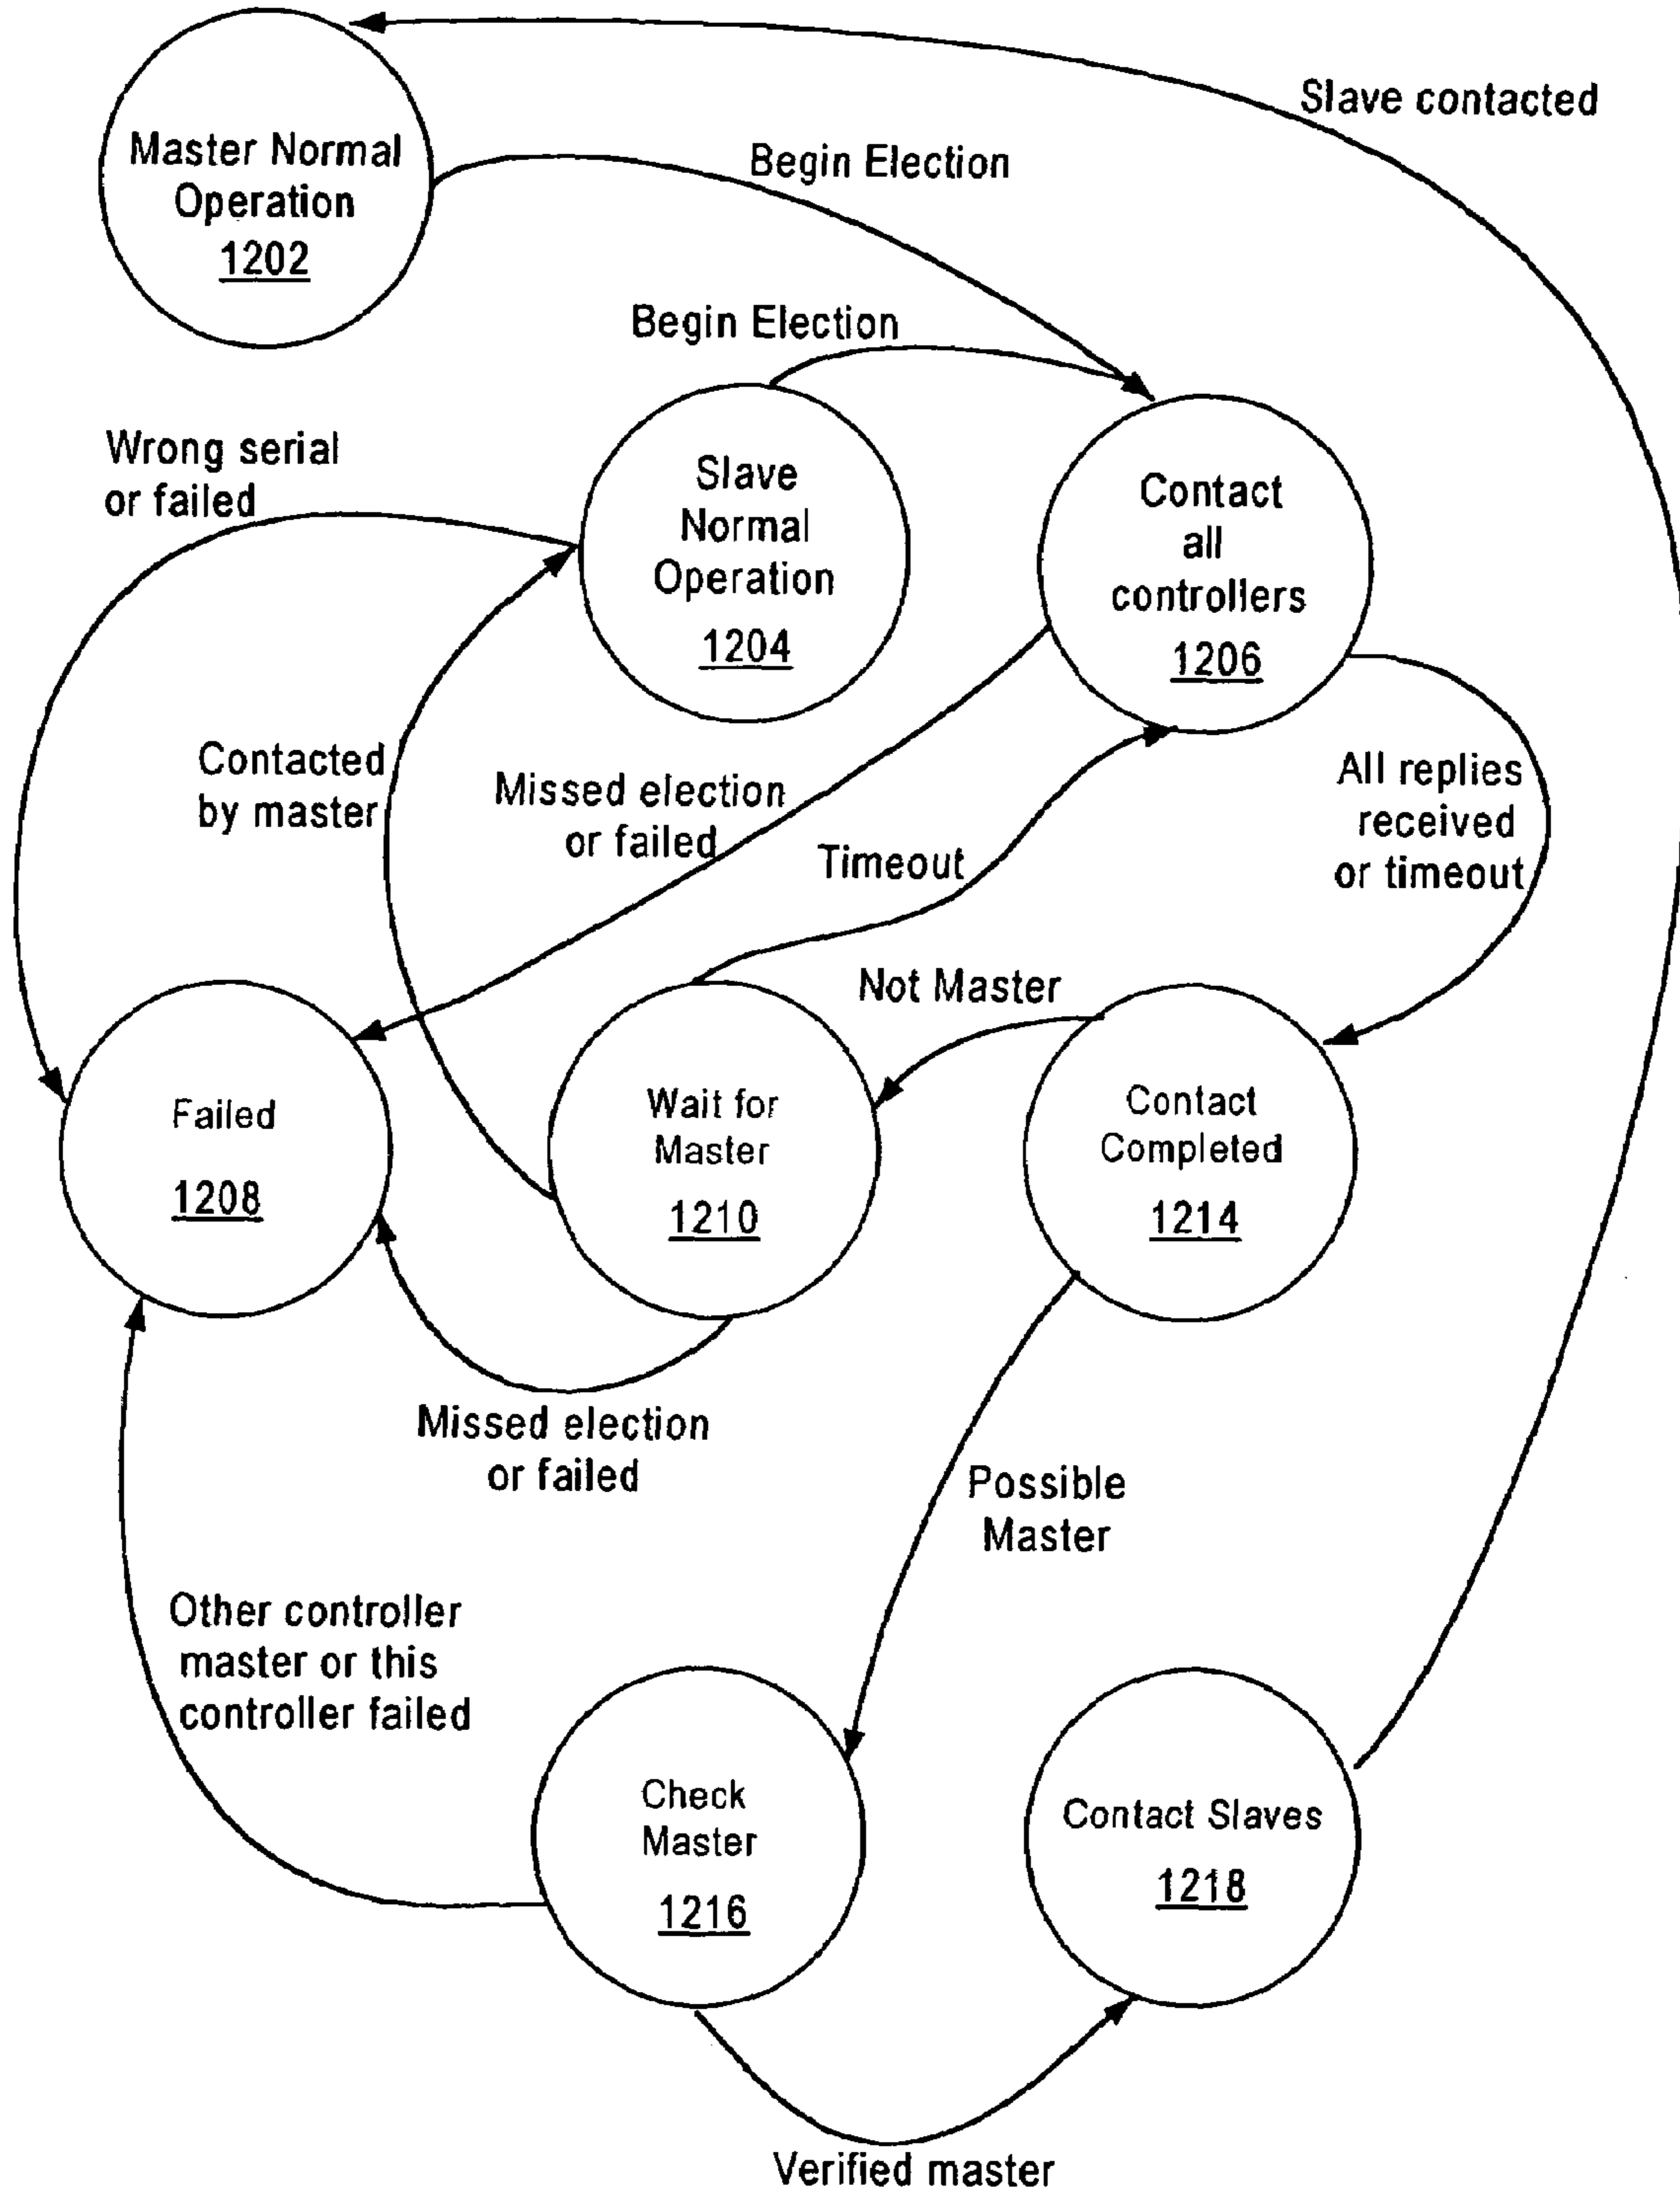 Slave contacted
Master Normal
Operation
1202
Begin Election
Begin Election
Wrong serial
or failed
Slave
Normal
Operation
1204
Contact
all
controllers
1206
Contacted
by master
Missed election
or failed
Timeout
All replies
received
or timeout
Not Master
Failed
1208
Wait for
Master
1210
Contact
Completed
1214
Missed election
or failed
Possible
Master
Other controller
master or this
controller failed
Check
Master
1216
Contact Slaves
1218
Verified master